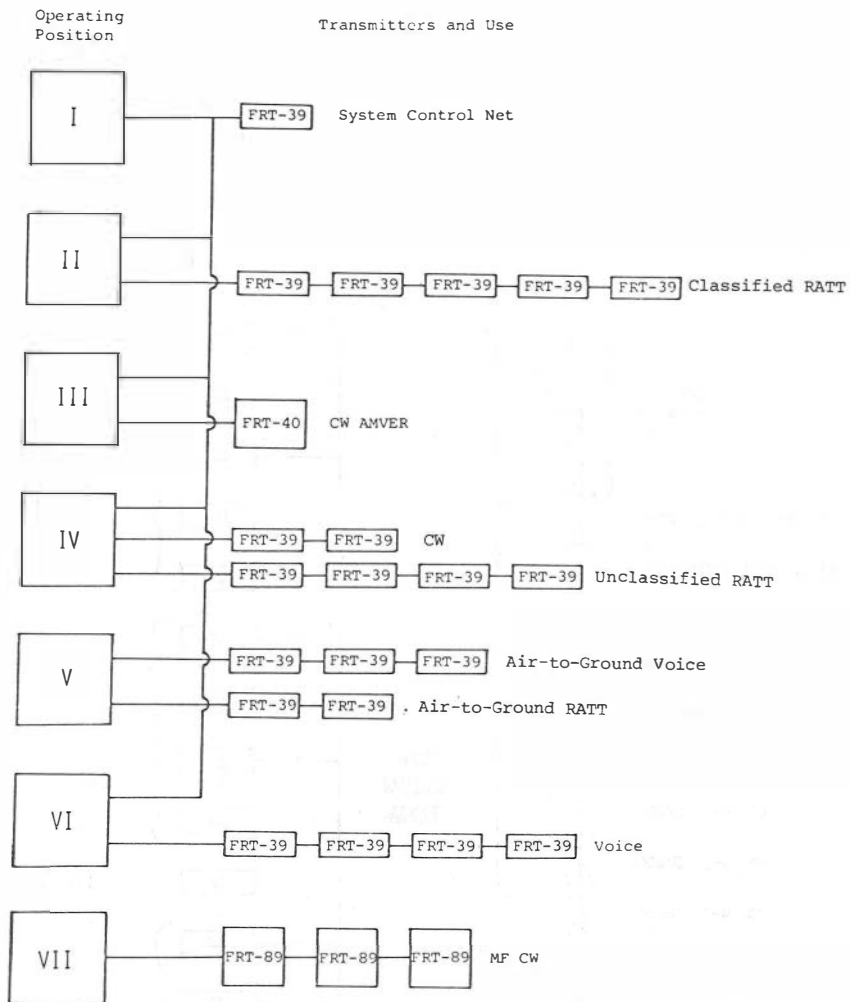 Operating
Position
Transmitters and Use
I
FRT-39 System Control Net
II
FRT-39 FRT-39 FRT-39 FRT-39 FRT-39 Classified RATT
III
FRT-40 CW AMVER
IV
FRT-39 FRT-39 CW
FRT-39 FRT-39 FRT-39 FRT-39 Unclassified RATT
V
FRT-39 FRT-39 FRT-39 Air-to-Ground Voice
FRT-39 FRT-39 . Air-to-Ground RATT
VI
FRT-39 FRT-39 FRT-39 FRT-39 Voice
VII
FRT-89 FRT-89 FRT-89 MF CW